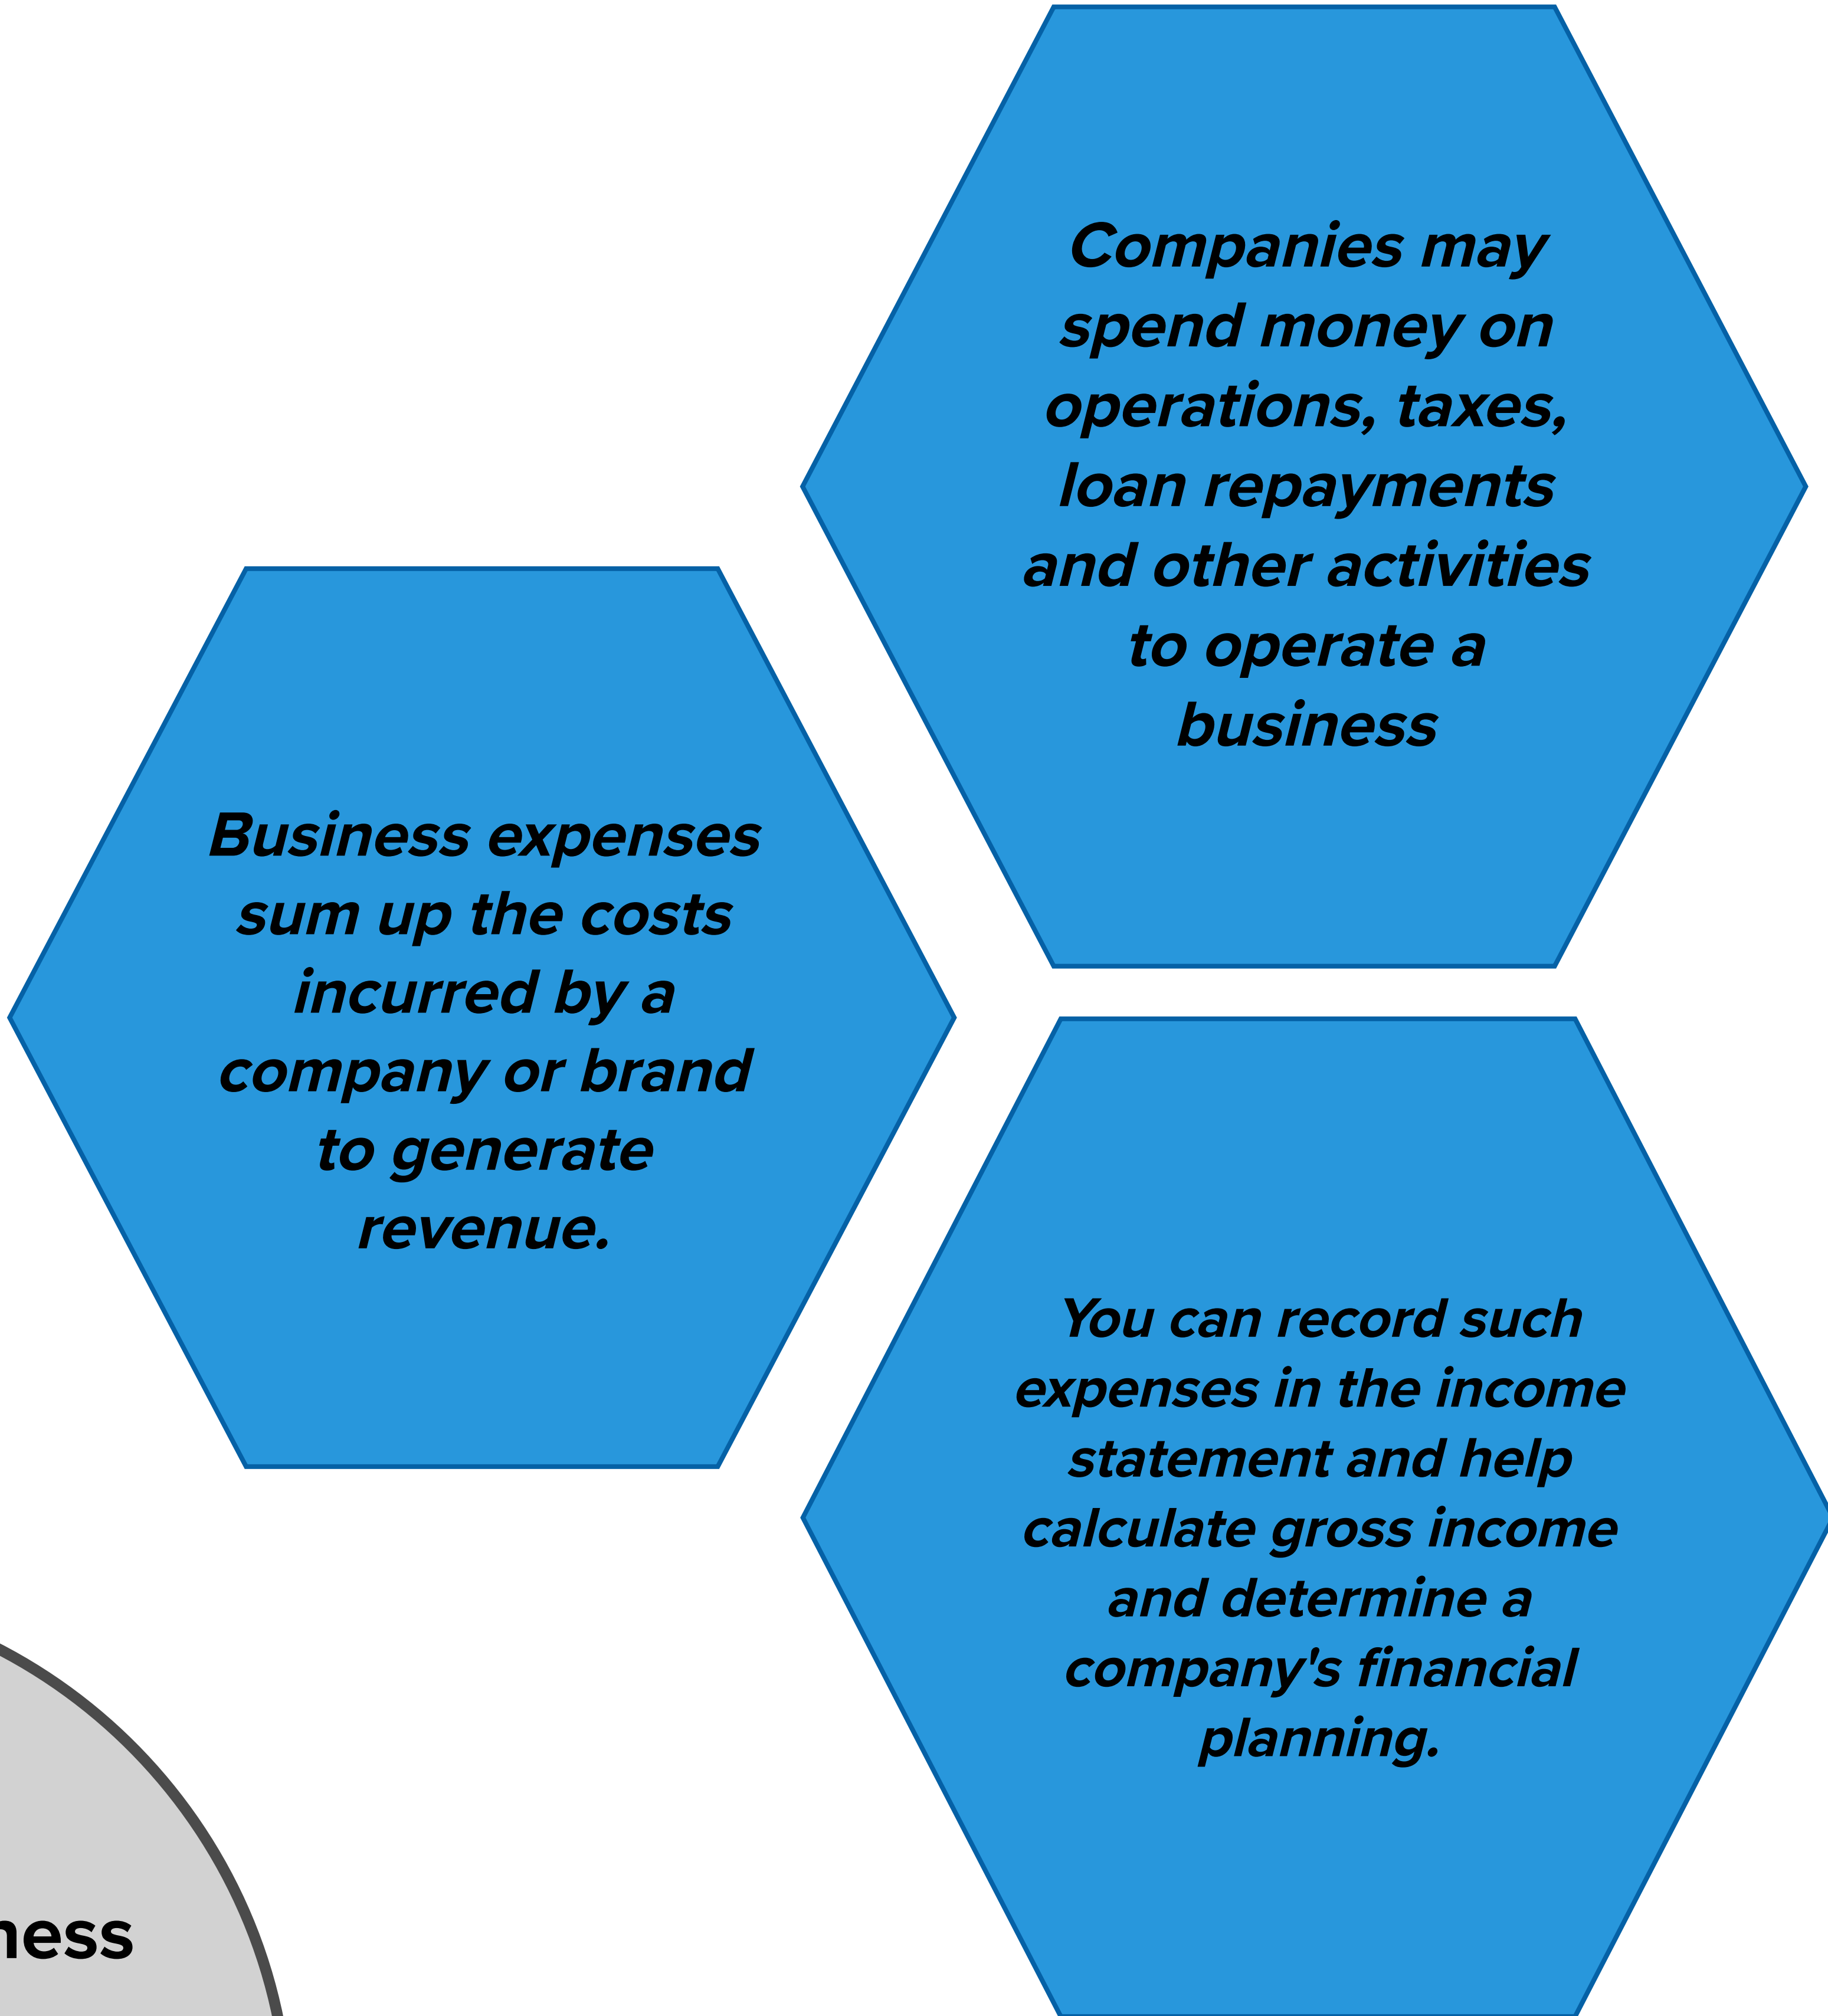 Companies may
spend money on
operations, taxes,
loan repayments
and other activities
to operate a
business
Business expenses
sum up the costs
incurred by a
company or brand
to generate
revenue.
You can record such
expenses in the income
statement and help
calculate gross income
and determine a
company's financial
planning.
ness